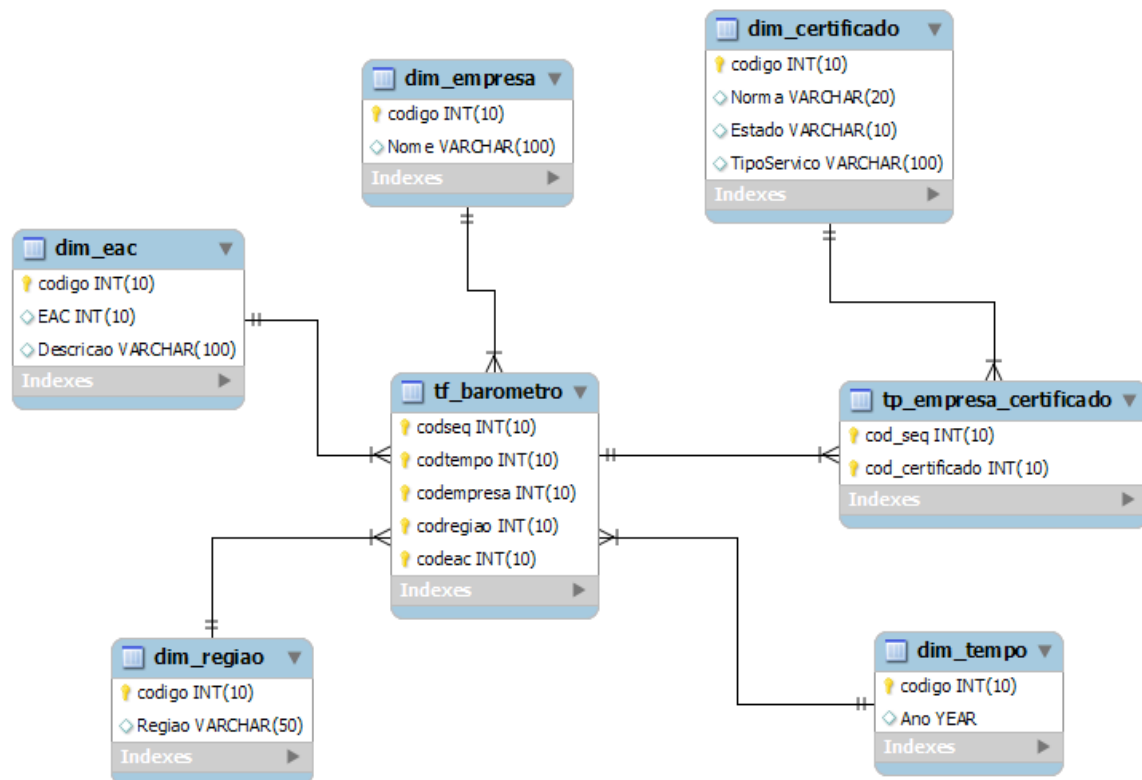 dim_certificado
codigo INT(10)
Norma VARCHAR(20)
Estado VARCHAR(10)
TipoServico VARCHAR(100)
Indexes
dim_empresa
codigo INT(10)
Nome VARCHAR(100)
Indexes
dim_eac
codigo INT(10)
EAC INT(10)
Descricao VARCHAR(100)
Indexes
tf_barometro
codseq INT(10)
codtempo INT(10)
codempresa INT(10)
codregiao INT(10)
codeac INT(10)
Indexes
tp_empresa_certificado
cod_seq INT(10)
cod_certificado INT(10)
Indexes
dim_regiao
codigo INT(10)
Regiao VARCHAR(50)
Indexes
dim_tempo
codigo INT(10)
Ano YEAR
Indexes